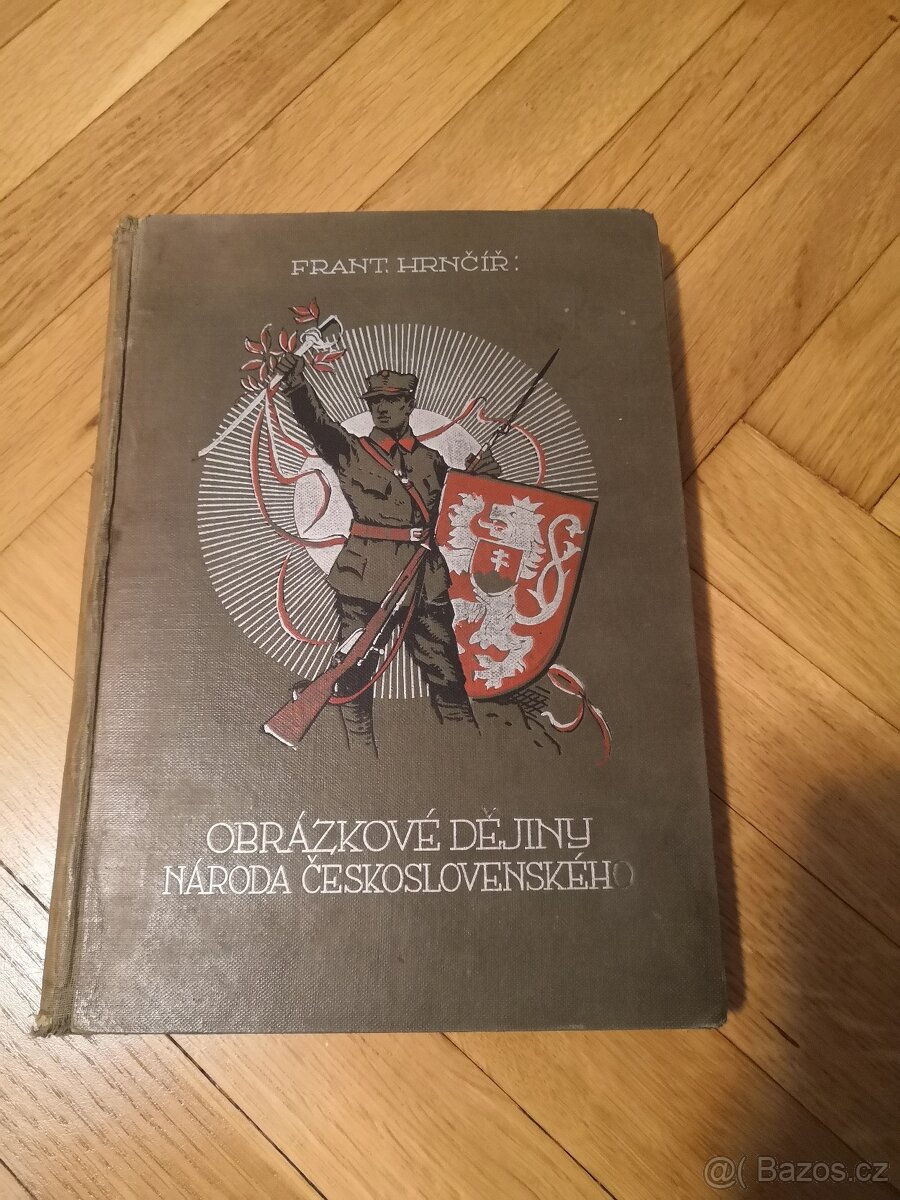 FRANT. HRNČÍŘ:
OBRÁZKOVÉ DĚJINY
NÁRODA ČESKOSLOVENSKÉHO
@( Bazos.cz